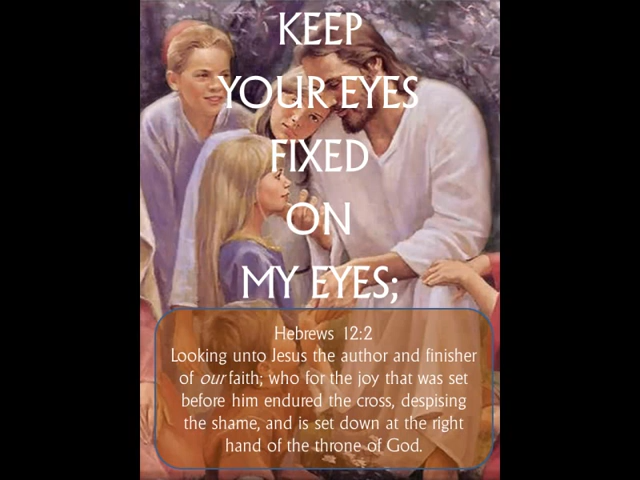 KEEP
YOUR EYES
FIXED
ON
MY EYES;
Hebrews 12:2
Looking unto Jesus the author and finisher
of our faith; who for the joy that was set
before him endured the cross, despising
the shame, and is set down at the right
hand of the throne of God.